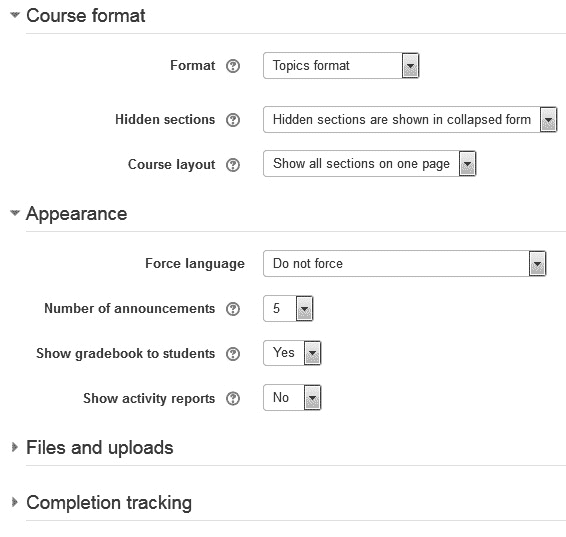 Course format
Format Topics format
Hidden sections Hidden sections are shown in collapsed form
Course layout Show all sections on one page
Appearance
Force language Do not force
Number of announcements 5
Show gradebook to students Yes
Show activity reports No
Files and uploads
Completion tracking